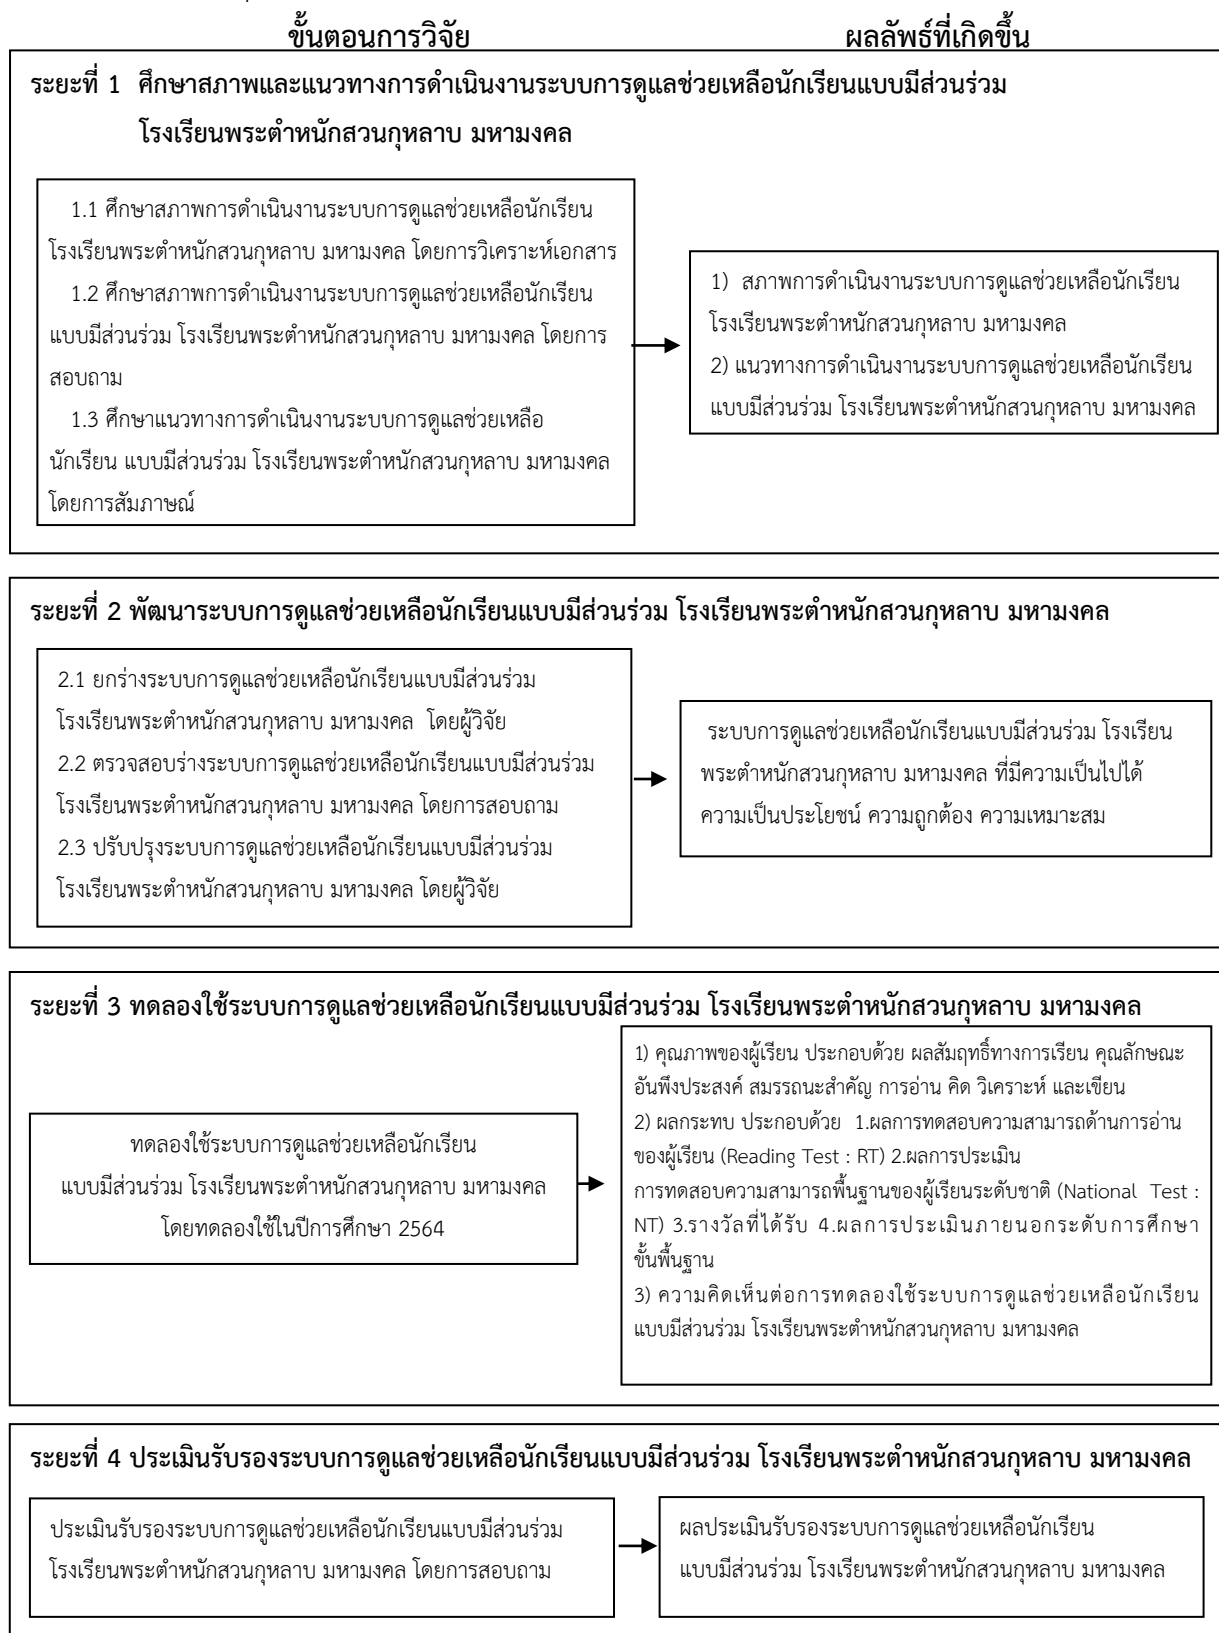 ขั้นตอนการวิจัย
ผลลัพธ์ที่เกิดขึ้น
ระยะที่ 1 ศึกษาสภาพและแนวทางการดำเนินงานระบบการดูแลช่วยเหลือนักเรียนแบบมีส่วนร่วม
โรงเรียนพระตำหนักสวนกุหลาบ มหามงคล
1.1 ศึกษาสภาพการดำเนินงานระบบการดูแลช่วยเหลือนักเรียน
โรงเรียนพระตำหนักสวนกุหลาบ มหามงคล โดยการวิเคราะห์เอกสาร
1.2 ศึกษาสภาพการดำเนินงานระบบการดูแลช่วยเหลือนักเรียน
แบบมีส่วนร่วม โรงเรียนพระตำหนักสวนกุหลาบ มหามงคล โดยการ
สอบถาม
1.3 ศึกษาแนวทางการดำเนินงานระบบการดูแลช่วยเหลือ
นักเรียน แบบมีส่วนร่วม โรงเรียนพระตำหนักสวนกุหลาบ มหามงคล
โดยการสัมภาษณ์
1) สภาพการดำเนินงานระบบการดูแลช่วยเหลือนักเรียน
โรงเรียนพระตำหนักสวนกุหลาบ มหามงคล
2) แนวทางการดำเนินงานระบบการดูแลช่วยเหลือนักเรียน
แบบมีส่วนร่วม โรงเรียนพระตำหนักสวนกุหลาบ มหามงคล
ระยะที่ 2 พัฒนาระบบการดูแลช่วยเหลือนักเรียนแบบมีส่วนร่วม โรงเรียนพระตำหนักสวนกุหลาบ มหามงคล
2.1 ยกร่างระบบการดูแลช่วยเหลือนักเรียนแบบมีส่วนร่วม
โรงเรียนพระตำหนักสวนกุหลาบ มหามงคล โดยผู้วิจัย
2.2 ตรวจสอบร่างระบบการดูแลช่วยเหลือนักเรียนแบบมีส่วนร่วม
โรงเรียนพระตำหนักสวนกุหลาบ มหามงคล โดยการสอบถาม
2.3 ปรับปรุงระบบการดูแลช่วยเหลือนักเรียนแบบมีส่วนร่วม
โรงเรียนพระตำหนักสวนกุหลาบ มหามงคล โดยผู้วิจัย
ระบบการดูแลช่วยเหลือนักเรียนแบบมีส่วนร่วม โรงเรียน
พระตำหนักสวนกุหลาบ มหามงคล ที่มีความเป็นไปได้
ความเป็นประโยชน์ ความถูกต้อง ความเหมาะสม
ระยะที่ 3 ทดลองใช้ระบบการดูแลช่วยเหลือนักเรียนแบบมีส่วนร่วม โรงเรียนพระตำหนักสวนกุหลาบ มหามงคล
ทดลองใช้ระบบการดูแลช่วยเหลือนักเรียน
แบบมีส่วนร่วม โรงเรียนพระตำหนักสวนกุหลาบ มหามงคล
โดยทดลองใช้ในปีการศึกษา 2564
1) คุณภาพของผู้เรียน ประกอบด้วย ผลสัมฤทธิ์ทางการเรียน คุณลักษณะ
อันพึงประสงค์ สมรรถนะสำคัญ การอ่าน คิด วิเคราะห์ และเขียน
2) ผลกระทบ ประกอบด้วย 1.ผลการทดสอบความสามารถด้านการอ่าน
ของผู้เรียน (Reading Test : RT) 2.ผลการประเมิน
การทดสอบความสามารถพื้นฐานของผู้เรียนระดับชาติ (National Test :
NT) 3.รางวัลที่ได้รับ 4.ผลการประเมินภายนอกระดับการศึกษา
ขั้นพื้นฐาน
3) ความคิดเห็นต่อการทดลองใช้ระบบการดูแลช่วยเหลือนักเรียน
แบบมีส่วนร่วม โรงเรียนพระตำหนักสวนกุหลาบ มหามงคล
ระยะที่ 4 ประเมินรับรองระบบการดูแลช่วยเหลือนักเรียนแบบมีส่วนร่วม โรงเรียนพระตำหนักสวนกุหลาบ มหามงคล
ประเมินรับรองระบบการดูแลช่วยเหลือนักเรียนแบบมีส่วนร่วม
โรงเรียนพระตำหนักสวนกุหลาบ มหามงคล โดยการสอบถาม
ผลประเมินรับรองระบบการดูแลช่วยเหลือนักเรียน
แบบมีส่วนร่วม โรงเรียนพระตำหนักสวนกุหลาบ มหามงคล